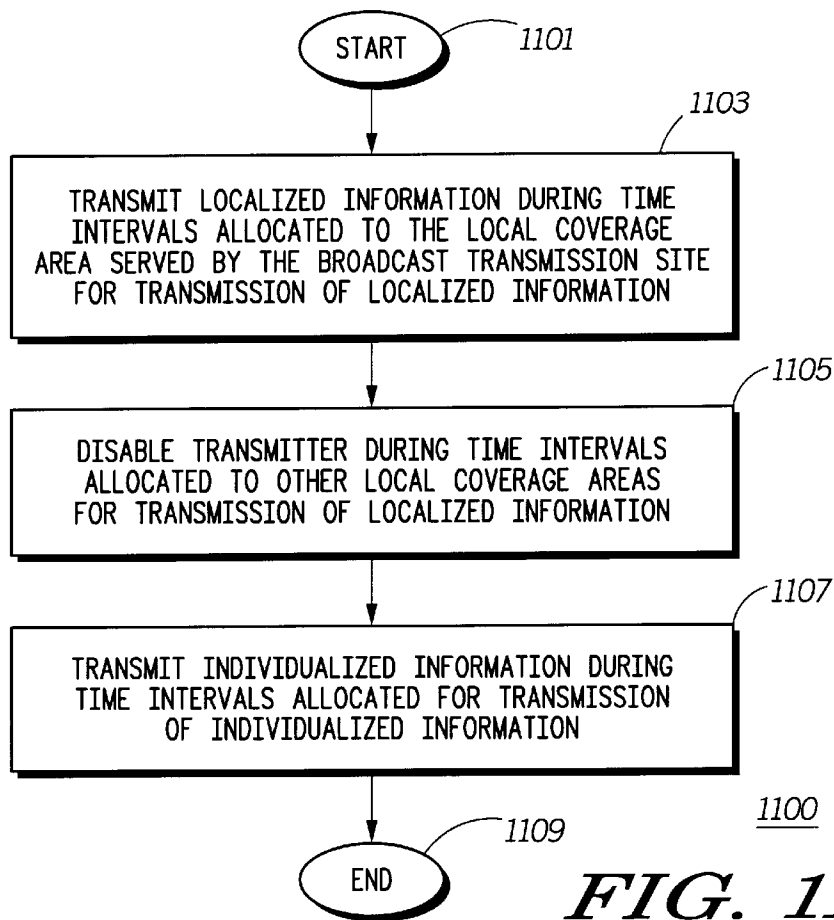 START
1101
1103
TRANSMIT LOCALIZED INFORMATION DURING TIME
INTERVALS ALLOCATED TO THE LOCAL COVERAGE
AREA SERVED BY THE BROADCAST TRANSMISSION SITE
FOR TRANSMISSION OF LOCALIZED INFORMATION
1105
DISABLE TRANSMITTER DURING TIME INTERVALS
ALLOCATED TO OTHER LOCAL COVERAGE AREAS
FOR TRANSMISSION OF LOCALIZED INFORMATION
1107
TRANSMIT INDIVIDUALIZED INFORMATION DURING
TIME INTERVALS ALLOCATED FOR TRANSMISSION
OF INDIVIDUALIZED INFORMATION
1100
1109
END
FIG. 1